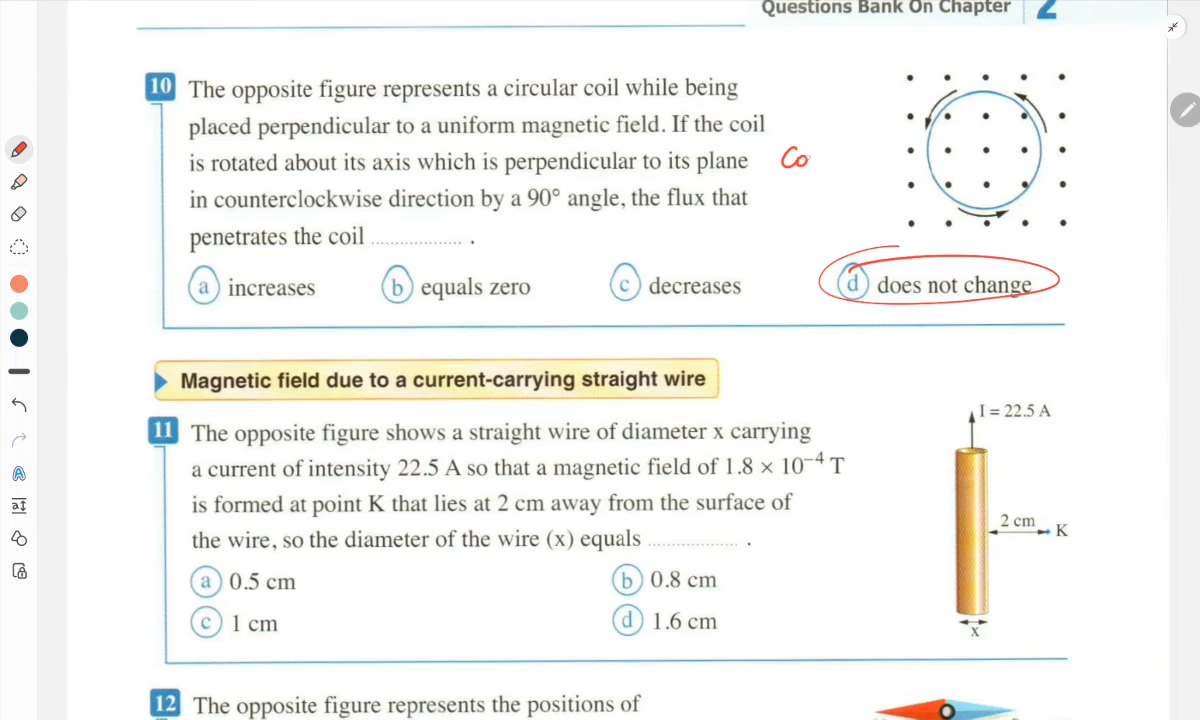 Questions Bank On Chapter 2
10 The opposite figure represents a circular coil while being
placed perpendicular to a uniform magnetic field. If the coil
is rotated about its axis which is perpendicular to its plane
Co
in counterclockwise direction by a 90° angle, the flux that
penetrates the coil .................. .
a increases b equals zero c decreases d does not change
Magnetic field due to a current-carrying straight wire
11 The opposite figure shows a straight wire of diameter x carrying
a current of intensity 22.5 A so that a magnetic field of 1.8 × 10⁻⁴ T
is formed at point K that lies at 2 cm away from the surface of
the wire, so the diameter of the wire (x) equals .................. .
a 0.5 cm b 0.8 cm
c 1 cm d 1.6 cm
I = 22.5 A
2 cm K
x
12 The opposite figure represents the positions of